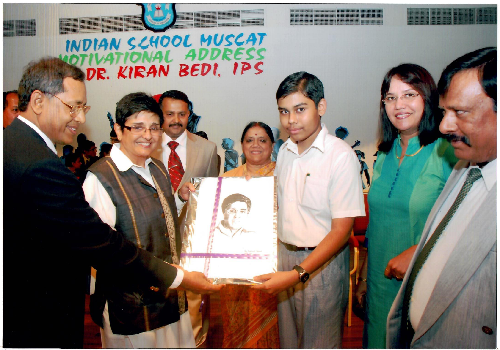 INDIAN SCHOOL MUSCAT
MOTIVATIONAL ADDRESS
DR. KIRAN BEDI, IPS